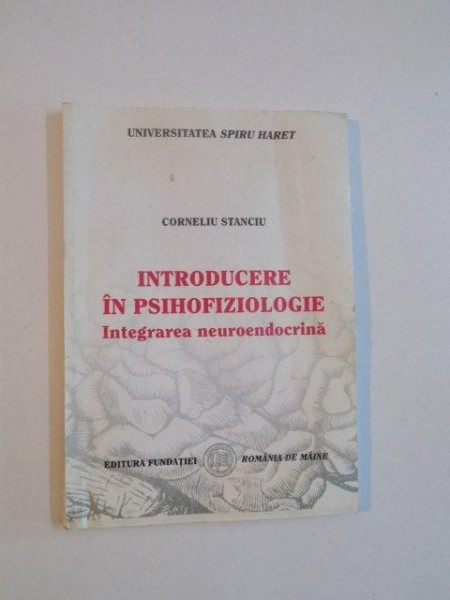 UNIVERSITATEA SPIRU HARET
CORNELIU STANCIU
INTRODUCERE
ÎN PSIHOFIZIOLOGIE
Integrarea neuroendocrină
EDITURA FUNDAȚIEI ROMÂNIA DE MÂINE